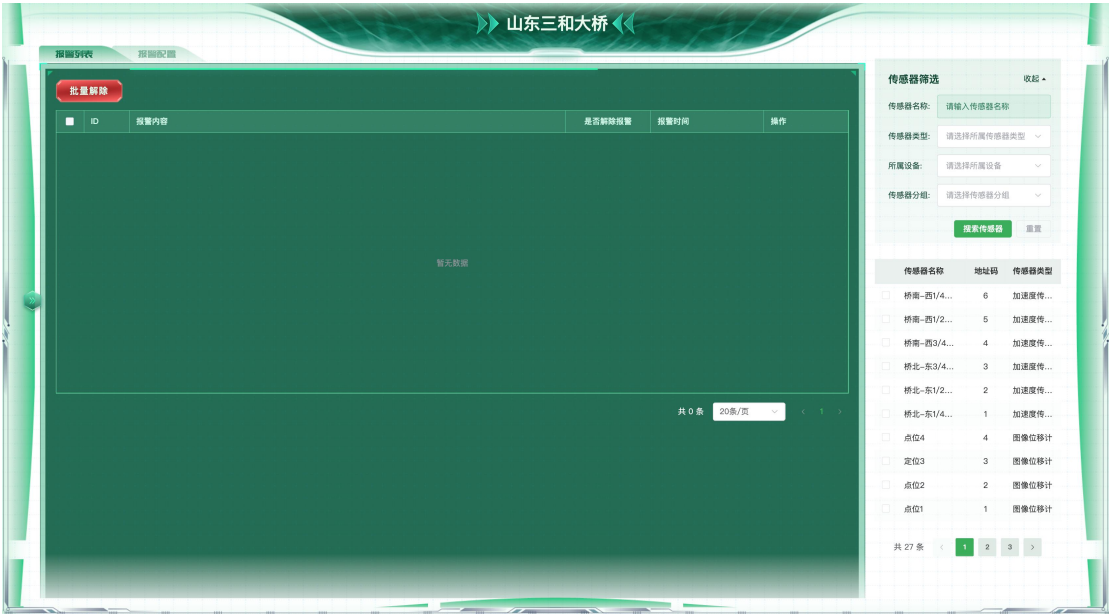 山东三和大桥
报警列表 报警配置
批量解除
ID 报警内容 是否解除报警 报警时间 操作
暂无数据
共 0 条 20条/页 1
传感器筛选 收起
传感器名称: 请输入传感器名称
传感器类型: 请选择所属传感器类型
所属设备: 请选择所属设备
传感器分组: 请选择传感器分组
搜索传感器 重置
传感器名称 地址码 传感器类型
桥南-西1/4... 6 加速度传...
桥南-西1/2... 5 加速度传...
桥南-西3/4... 4 加速度传...
桥北-东3/4... 3 加速度传...
桥北-东1/2... 2 加速度传...
桥北-东1/4... 1 加速度传...
点位4 4 图像位移计
定位3 3 图像位移计
点位2 2 图像位移计
点位1 1 图像位移计
共 27 条 1 2 3